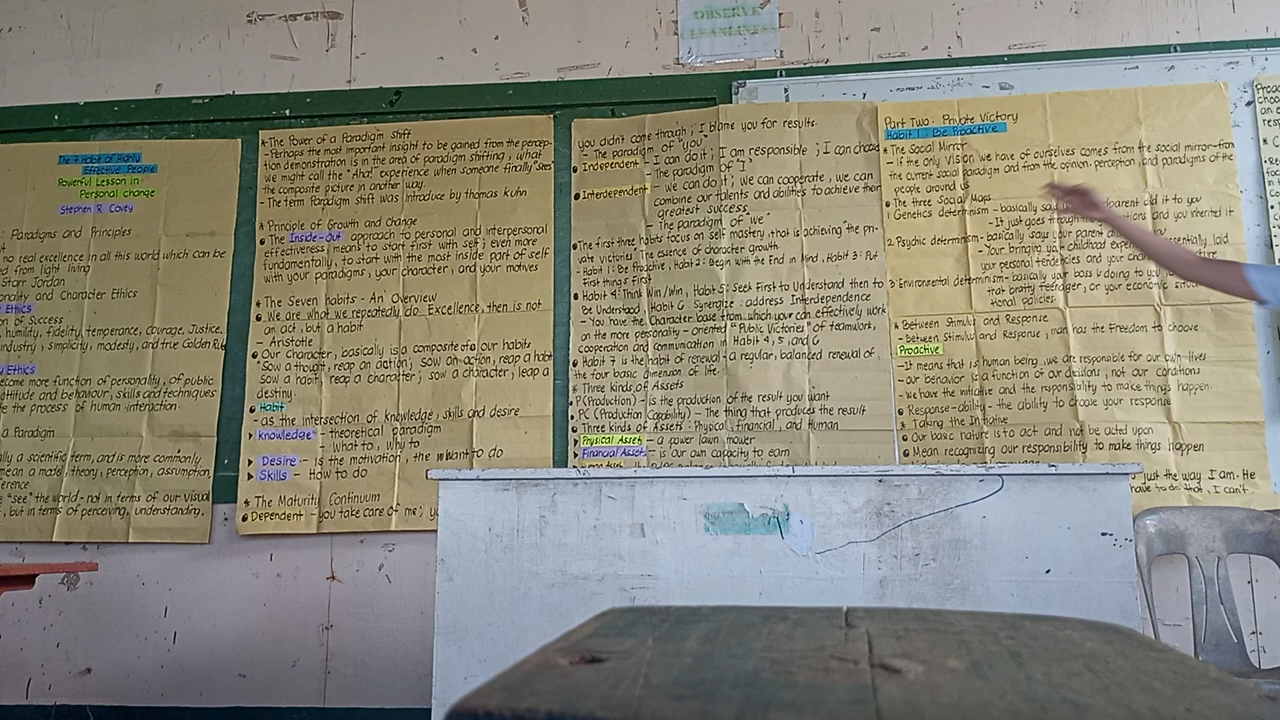 OBSERVE
CLEANLINESS
The 7 Habit of Highly
Effective People
Powerful Lesson in
Personal change
Stephen R. Covey
: Paradigms and Principles
no real excellence in all this world which can be
ed from light living
Starr Jordan
onality and Character Ethics
Ethics
on of Success
, humility, fidelity, temperance, courage, Justice,
industry, simplicity, modesty, and true Golden Rule
y Ethics
ecome more function of personality, of public
attitude and behaviour, skills and techniques
e the process of human interaction.
a Paradigm
lly a scientific term, and is more commonly
ean a model, theory, perception, assumption,
erence
e "see" the world - not in terms of our visual
, but in terms of perceiving, understanding,
* The Power of a Paradigm shift
- Perhaps the most important insight to be gained from the percep-
tion demonstration is in the area of paradigm shifting, what
we might call the "Aha!" experience when someone finally "sees
the composite picture in another way.
- The term Paradigm shift was introduce by thomas Kuhn
* Principle of Growth and change
• The Inside-Out approach to personal and interpersonal
effectiveness means to start first with self; even more
fundamentally, to start with the most inside part of self
with your paradigms, your character, and your motives
* The Seven habits - An Overview
• We are what we repeatedly do. Excellence, then is not
an act, but a habit
- Aristotle
• Our Character, basically is a composite of our habits
"Sow a thought, reap an action; sow an action, reap a habit
Sow a habit, reap a character; sow a character, leap a
destiny.
• Habit
- as the intersection of knowledge, skills and desire
Knowledge - theoretical paradigm
- what to, why to
Desire - is the motivation, the want to do
Skills - How to do
* The Maturity Continuum
• Dependent - you take care of me; y
you didn't come through; I blame you for results.
- The paradigm of "you"
Independent - I can do it; I am responsible; I can choose
- The paradigm of "I"
• Interdependent - we can do it; we can cooperate, we can
combine our talents and abilities to achieve their
greatest success.
- The paradigm of "we"
• The first three habits focus on self mastery, that is achieving the pri-
vate victories. The essence of character growth.
- Habit 1: Be Proactive, Habit 2: Begin with the End in Mind, Habit 3: Put
first things first
• Habit 4: Think Win/Win, Habit 5: Seek First to Understand then to
Be Understood, Habit 6 Synergize: address Interdependence
- You have the Character base from which your can effectively work
on the more personality - oriented "Public Victories" of teamwork,
cooperation and communication in Habit 4, 5, and 6
• Habit 7 is the habit of renewal - a regular, balanced renewal of
the four basic dimension of life.
* Three kinds of Assets
• P(Production) - is the production of the result you want
• PC (Production Capability) - The thing that produces the result
• Three kinds of Assets: Physical, financial, and Human
Physical Assets - a power lawn mower
Financial Assets - is our own capacity to earn
Part Two: Private Victory
Habit 1: Be Proactive
* The Social Mirror
- If the only vision we have of ourselves comes from the social mirror-from
the current social paradigm and from the opinion, perception, and paradigms of the
people around us
• The three Social Maps
1. Genetics determinism - basically says parent did it to you
- It just goes through and you inherited it
2. Psychic determinism - basically says your parent
- Your bringing childhood laid
your personal tendencies and your
3. Environmental determinism - basically your boss is doing to you
that bratty teenager, or your economic
tional policies.
* Between Stimulus and Response
- Between Stimulus and Response, man has the Freedom to choose
Proactive
- It means that is human being, we are responsible for our own lives
- our behavior is a function of our decisions, not our conditions
- we have the initiative and the responsibility to make things happen.
• Response-ability - the ability to choose your response
* Taking the Initiative
• Our basic nature is to act and not be acted upon
• Mean recognizing our responsibility to make things happen
just the way I am. He
have to do that, I can't.